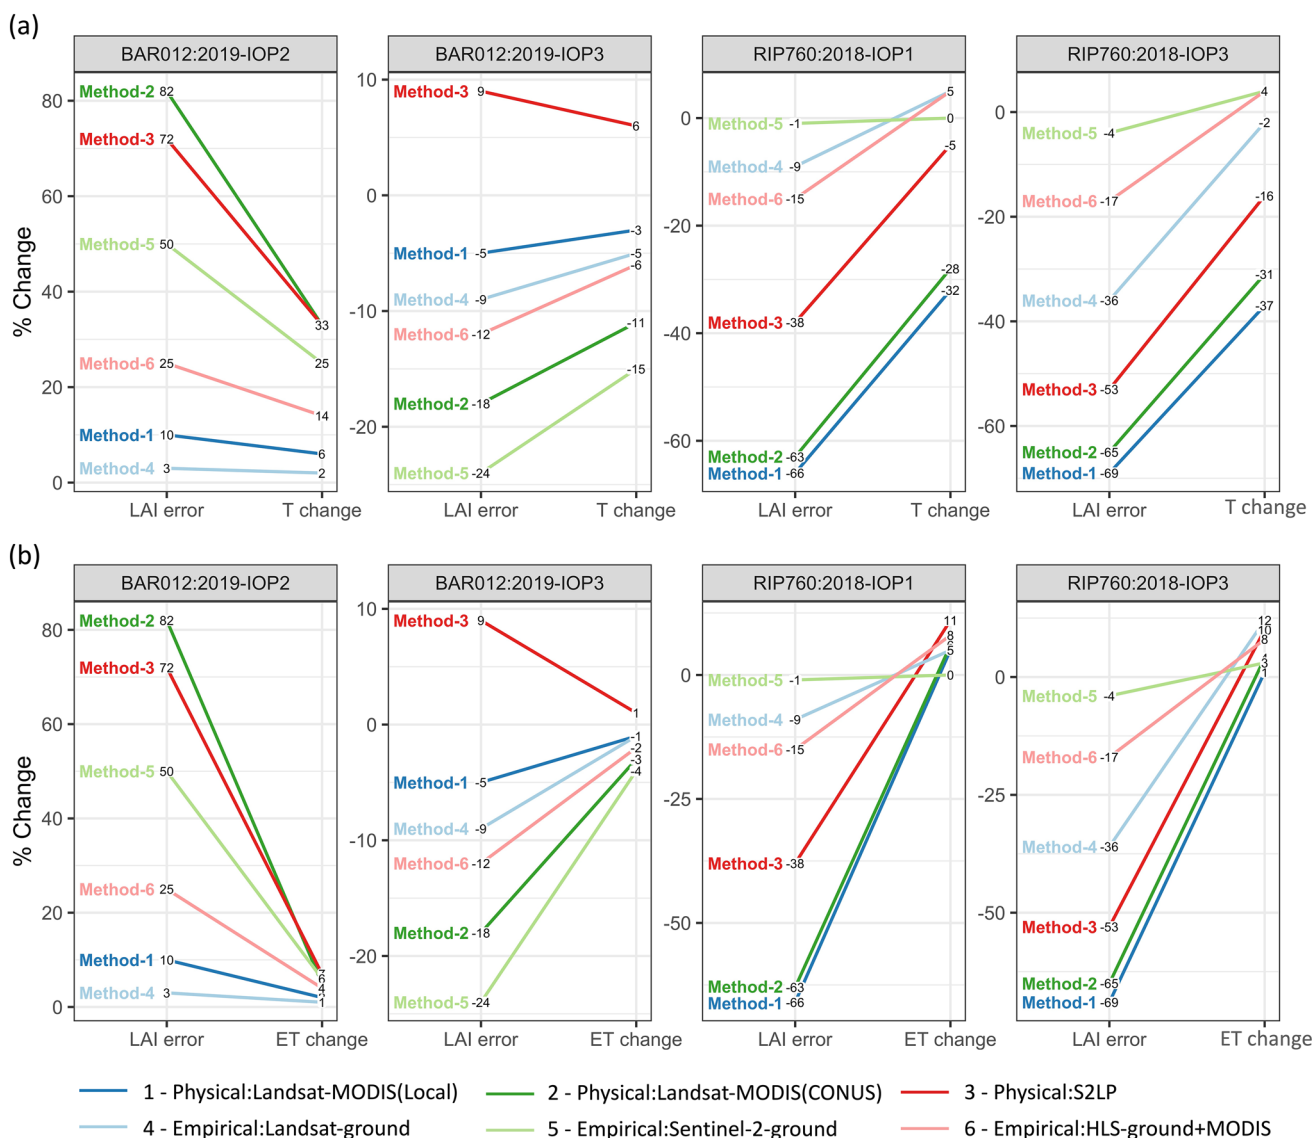 (a)
BAR012:2019-IOP2
BAR012:2019-IOP3
RIP760:2018-IOP1
RIP760:2018-IOP3
% Change
80
60
40
20
0
Method-2 82
Method-3 72
Method-5 50
Method-6 25
Method-1 10
Method-4 3
33
25
14
6
2
LAI error T change
10
0
-10
-20
Method-3 9
Method-1 -5
Method-4 -9
Method-6 -12
Method-2 -18
Method-5 -24
6
-3
-5
-6
-11
-15
LAI error T change
0
-20
-40
-60
Method-5 -1
Method-4 -9
Method-6 -15
Method-3 -38
Method-2 -63
Method-1 -66
5
0
-5
-28
-32
LAI error T change
0
-20
-40
-60
Method-5 -4
Method-6 -17
Method-4 -36
Method-3 -53
Method-2 -65
Method-1 -69
4
-2
-16
-31
-37
LAI error T change
(b)
BAR012:2019-IOP2
BAR012:2019-IOP3
RIP760:2018-IOP1
RIP760:2018-IOP3
% Change
80
60
40
20
0
Method-2 82
Method-3 72
Method-5 50
Method-6 25
Method-1 10
Method-4 3
7
6
4
1
LAI error ET change
10
0
-10
-20
Method-3 9
Method-1 -5
Method-4 -9
Method-6 -12
Method-2 -18
Method-5 -24
1
-1
-2
-3
-4
LAI error ET change
0
-25
-50
Method-5 -1
Method-4 -9
Method-6 -15
Method-3 -38
Method-2 -63
Method-1 -66
11
8
5
0
LAI error ET change
0
-25
-50
Method-5 -4
Method-6 -17
Method-4 -36
Method-3 -53
Method-2 -65
Method-1 -69
12
10
8
4
3
1
LAI error ET change
1 - Physical:Landsat-MODIS(Local)
2 - Physical:Landsat-MODIS(CONUS)
3 - Physical:S2LP
4 - Empirical:Landsat-ground
5 - Empirical:Sentinel-2-ground
6 - Empirical:HLS-ground+MODIS